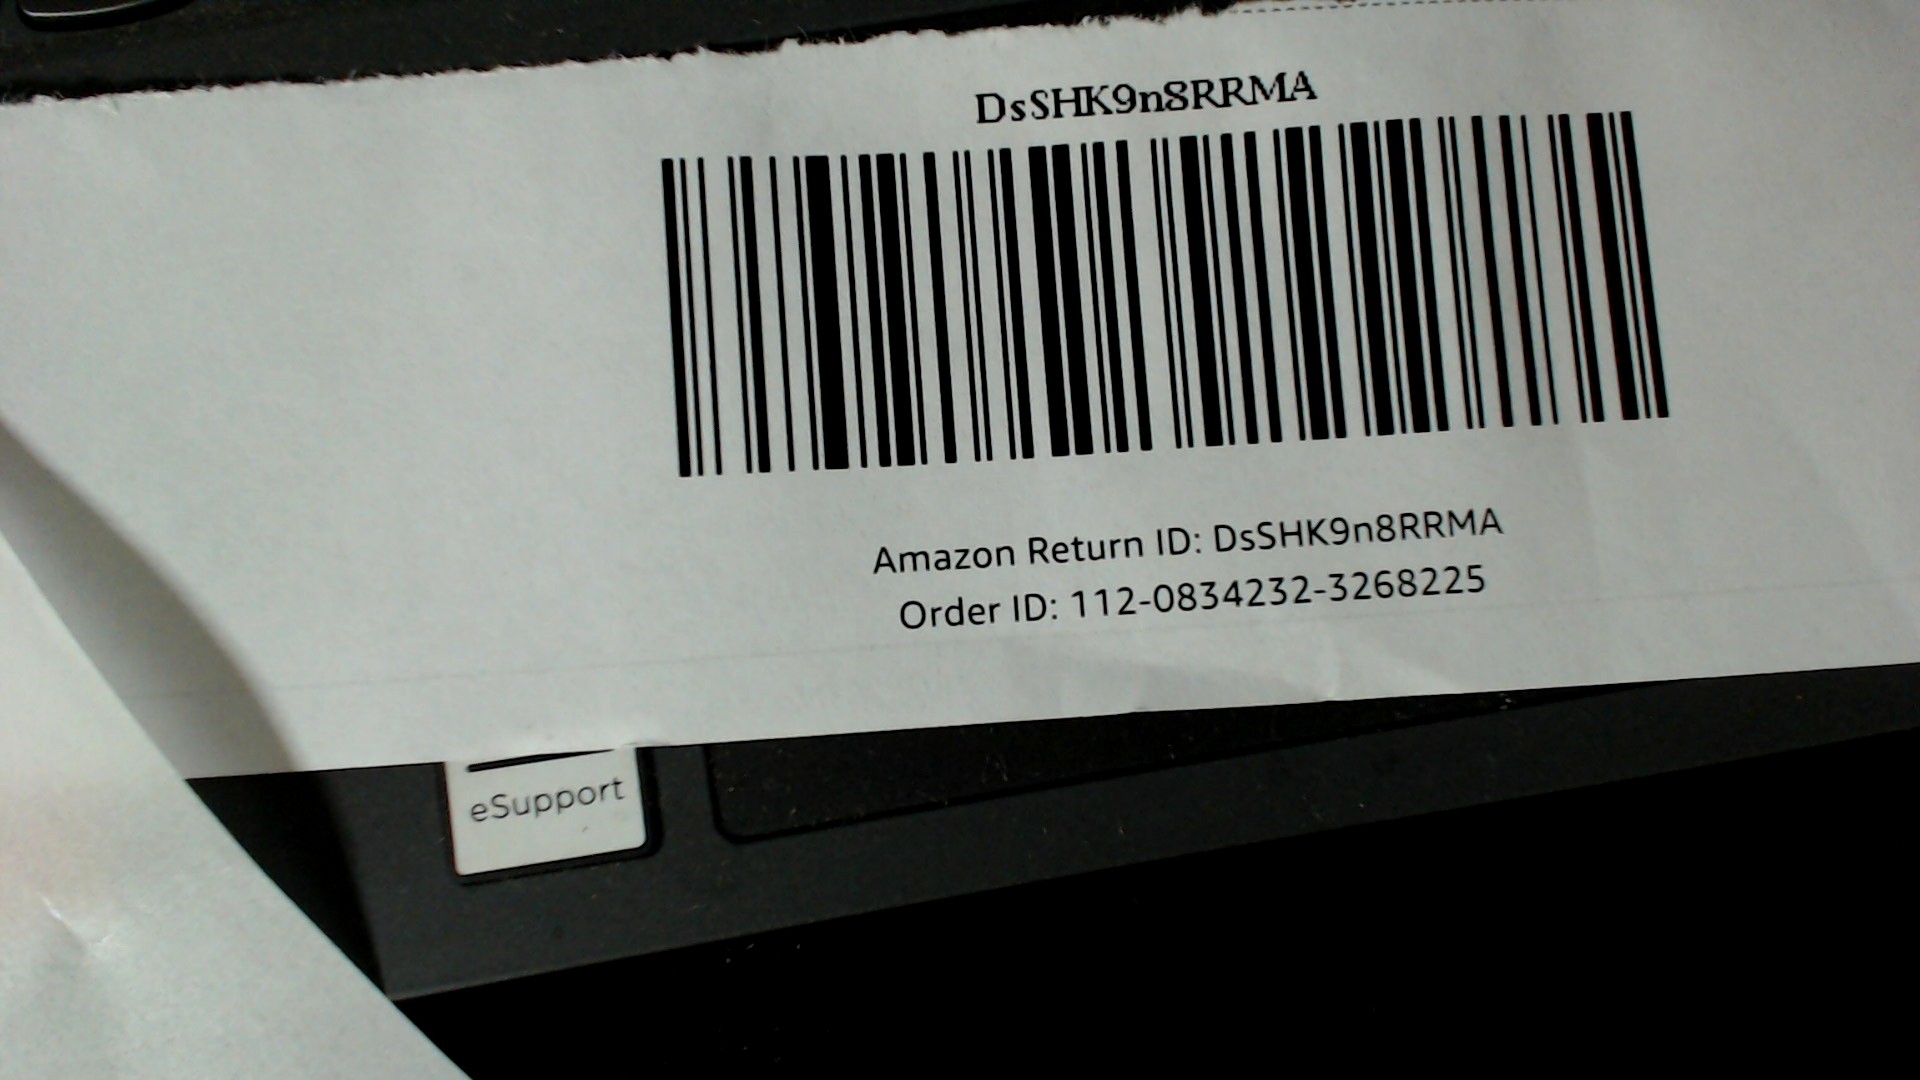 DsSHK9n8RRMA
Amazon Return ID: DsSHK9n8RRMA
Order ID: 112-0834232-3268225
eSupport